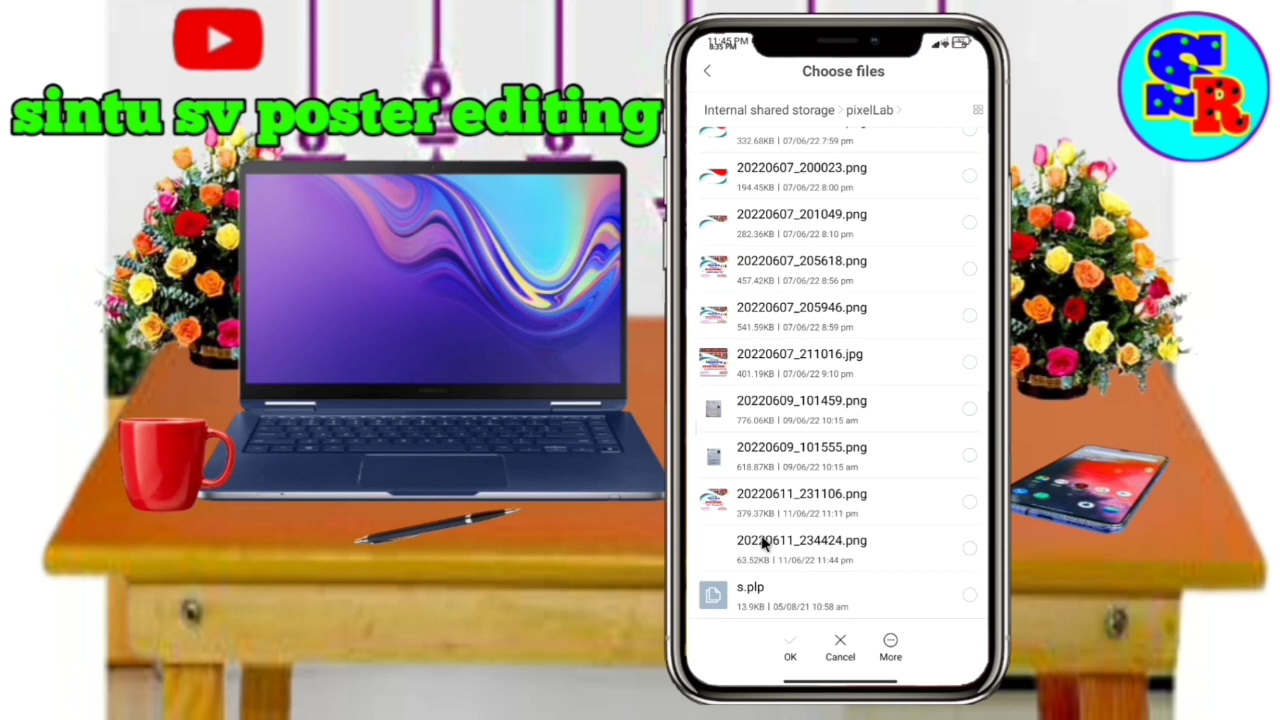 sintu sv poster editing
SNR
11:45 PM
8:35 PM
Choose files
Internal shared storage
pixelLab
332.68KB | 07/06/22 7:59 pm
20220607_200023.png
194.45KB | 07/06/22 8:00 pm
20220607_201049.png
282.36KB | 07/06/22 8:10 pm
20220607_205618.png
457.42KB | 07/06/22 8:56 pm
20220607_205946.png
541.59KB | 07/06/22 8:59 pm
20220607_211016.jpg
401.19KB | 07/06/22 9:10 pm
20220609_101459.png
776.06KB | 09/06/22 10:15 am
20220609_101555.png
618.87KB | 09/06/22 10:15 am
20220611_231106.png
379.37KB | 11/06/22 11:11 pm
20220611_234424.png
63.52KB | 11/06/22 11:44 pm
s.plp
13.9KB | 05/08/21 10:58 am
OK
Cancel
More